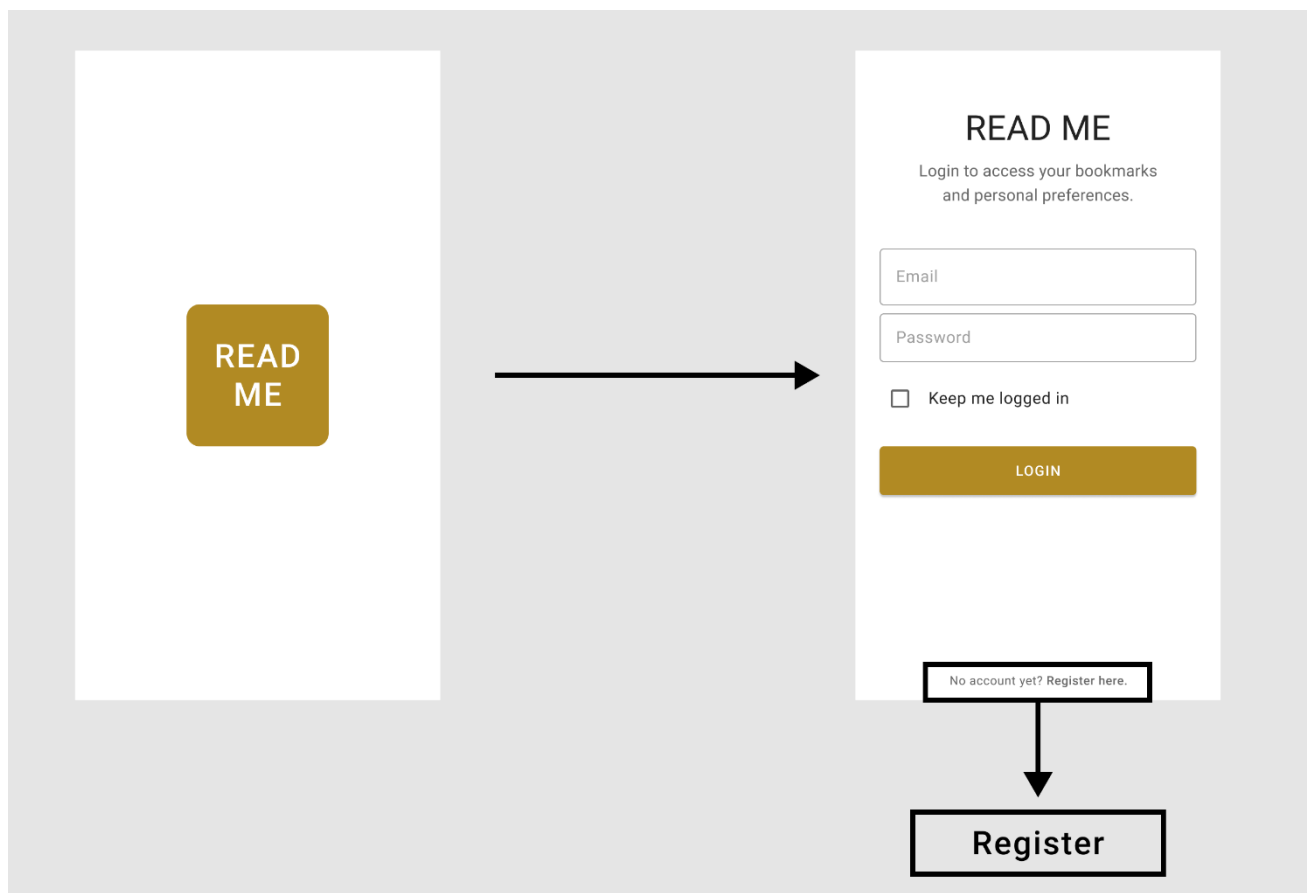 READ
ME
READ ME
Login to access your bookmarks
and personal preferences.
Email
Password
Keep me logged in
LOGIN
No account yet? Register here.
Register